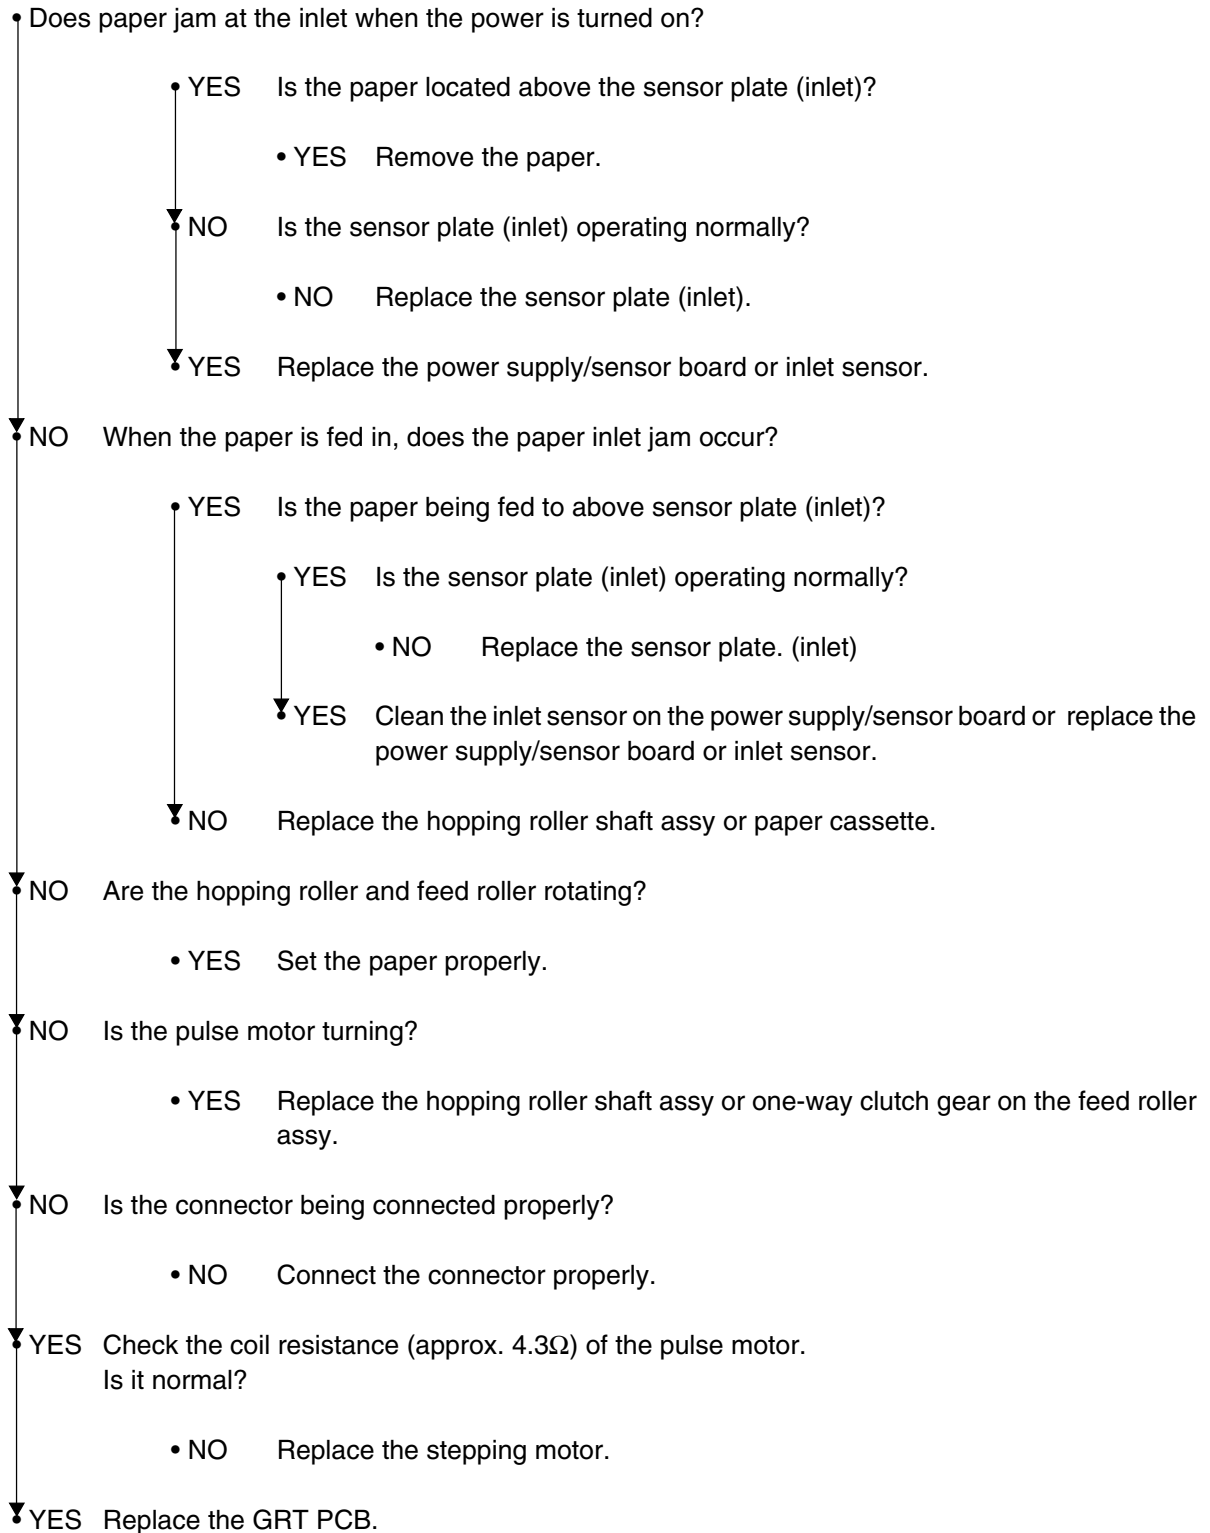 • Does paper jam at the inlet when the power is turned on?
• YES Is the paper located above the sensor plate (inlet)?
• YES Remove the paper.
• NO Is the sensor plate (inlet) operating normally?
• NO Replace the sensor plate (inlet).
• YES Replace the power supply/sensor board or inlet sensor.
• NO When the paper is fed in, does the paper inlet jam occur?
• YES Is the paper being fed to above sensor plate (inlet)?
• YES Is the sensor plate (inlet) operating normally?
• NO Replace the sensor plate. (inlet)
• YES Clean the inlet sensor on the power supply/sensor board or replace the
power supply/sensor board or inlet sensor.
• NO Replace the hopping roller shaft assy or paper cassette.
• NO Are the hopping roller and feed roller rotating?
• YES Set the paper properly.
• NO Is the pulse motor turning?
• YES Replace the hopping roller shaft assy or one-way clutch gear on the feed roller
assy.
• NO Is the connector being connected properly?
• NO Connect the connector properly.
• YES Check the coil resistance (approx. 4.3Ω) of the pulse motor.
Is it normal?
• NO Replace the stepping motor.
• YES Replace the GRT PCB.